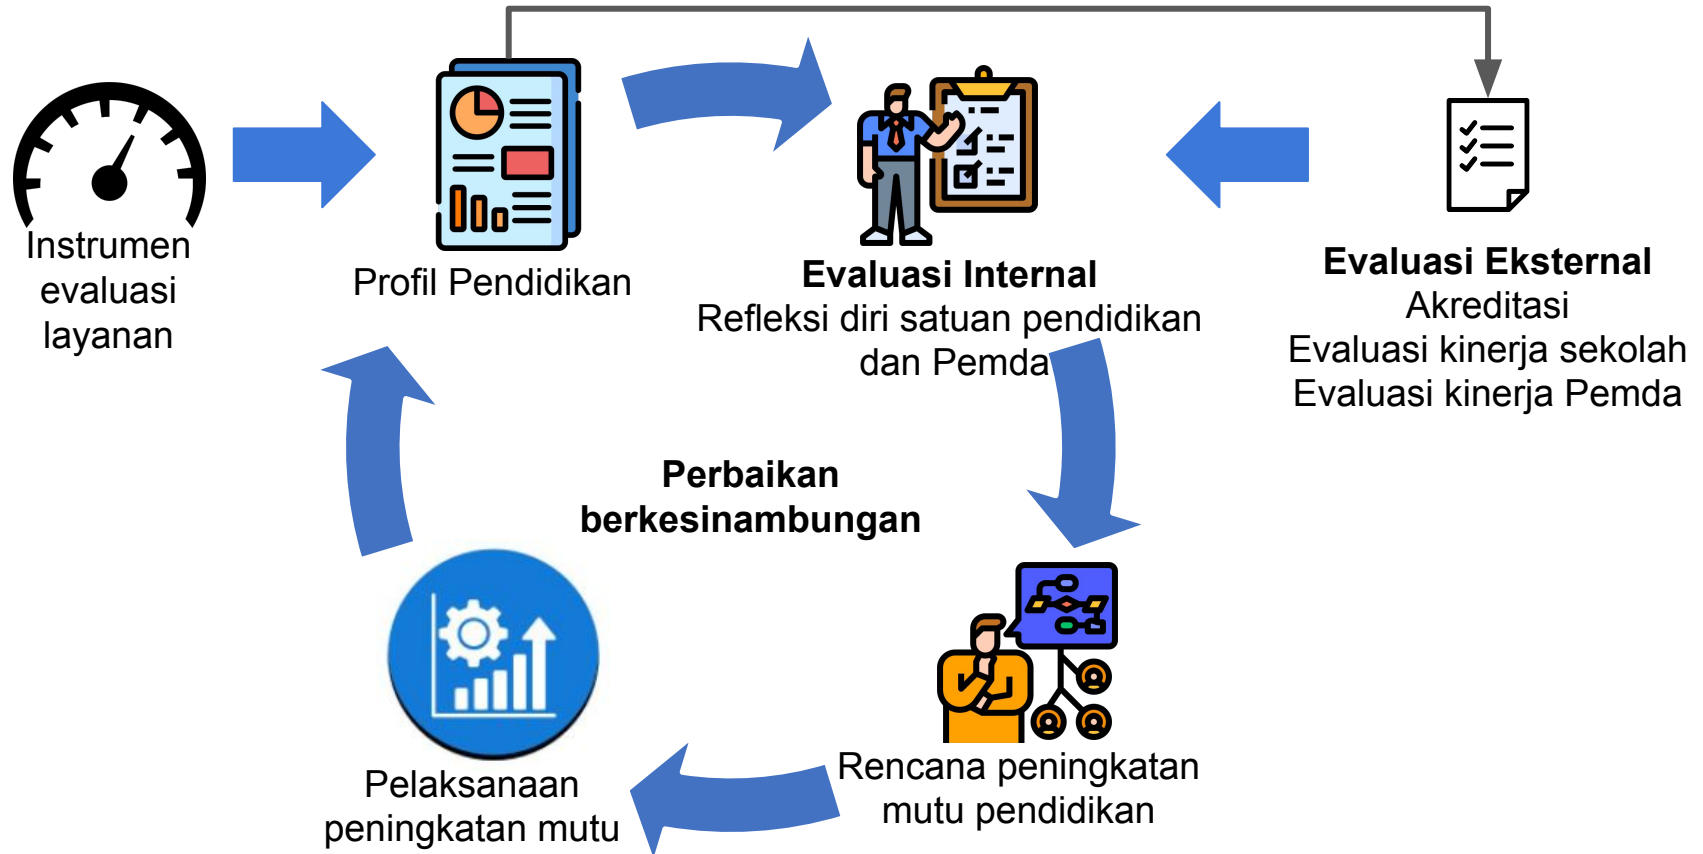 Instrumen
evaluasi
layanan
Profil Pendidikan
Evaluasi Internal
Refleksi diri satuan pendidikan
dan Pemda
Evaluasi Eksternal
Akreditasi
Evaluasi kinerja sekolah
Evaluasi kinerja Pemda
Perbaikan
berkesinambungan
Rencana peningkatan
mutu pendidikan
Pelaksanaan
peningkatan mutu